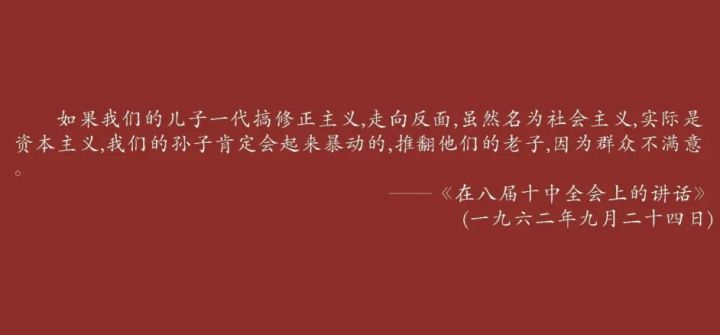 如果我们的儿子一代搞修正主义,走向反面,虽然名为社会主义,实际是
资本主义,我们的孙子肯定会起来暴动的,推翻他们的老子,因为群众不满意
。
——《在八届十中全会上的讲话》
(一九六二年九月二十四日)